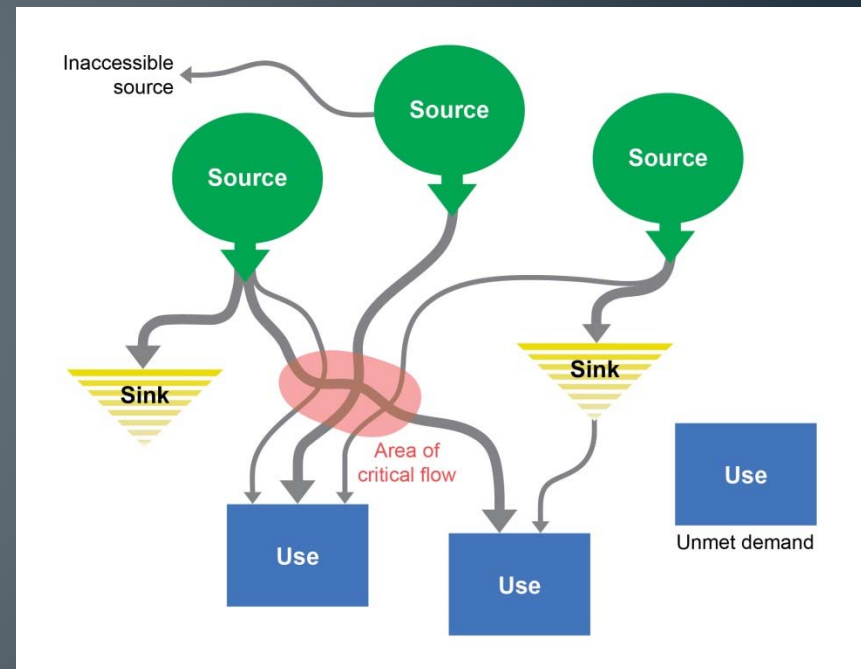 Inaccessible
source
Source
Source
Source
Sink
Sink
Area of
critical flow
Use
Use
Use
Unmet demand